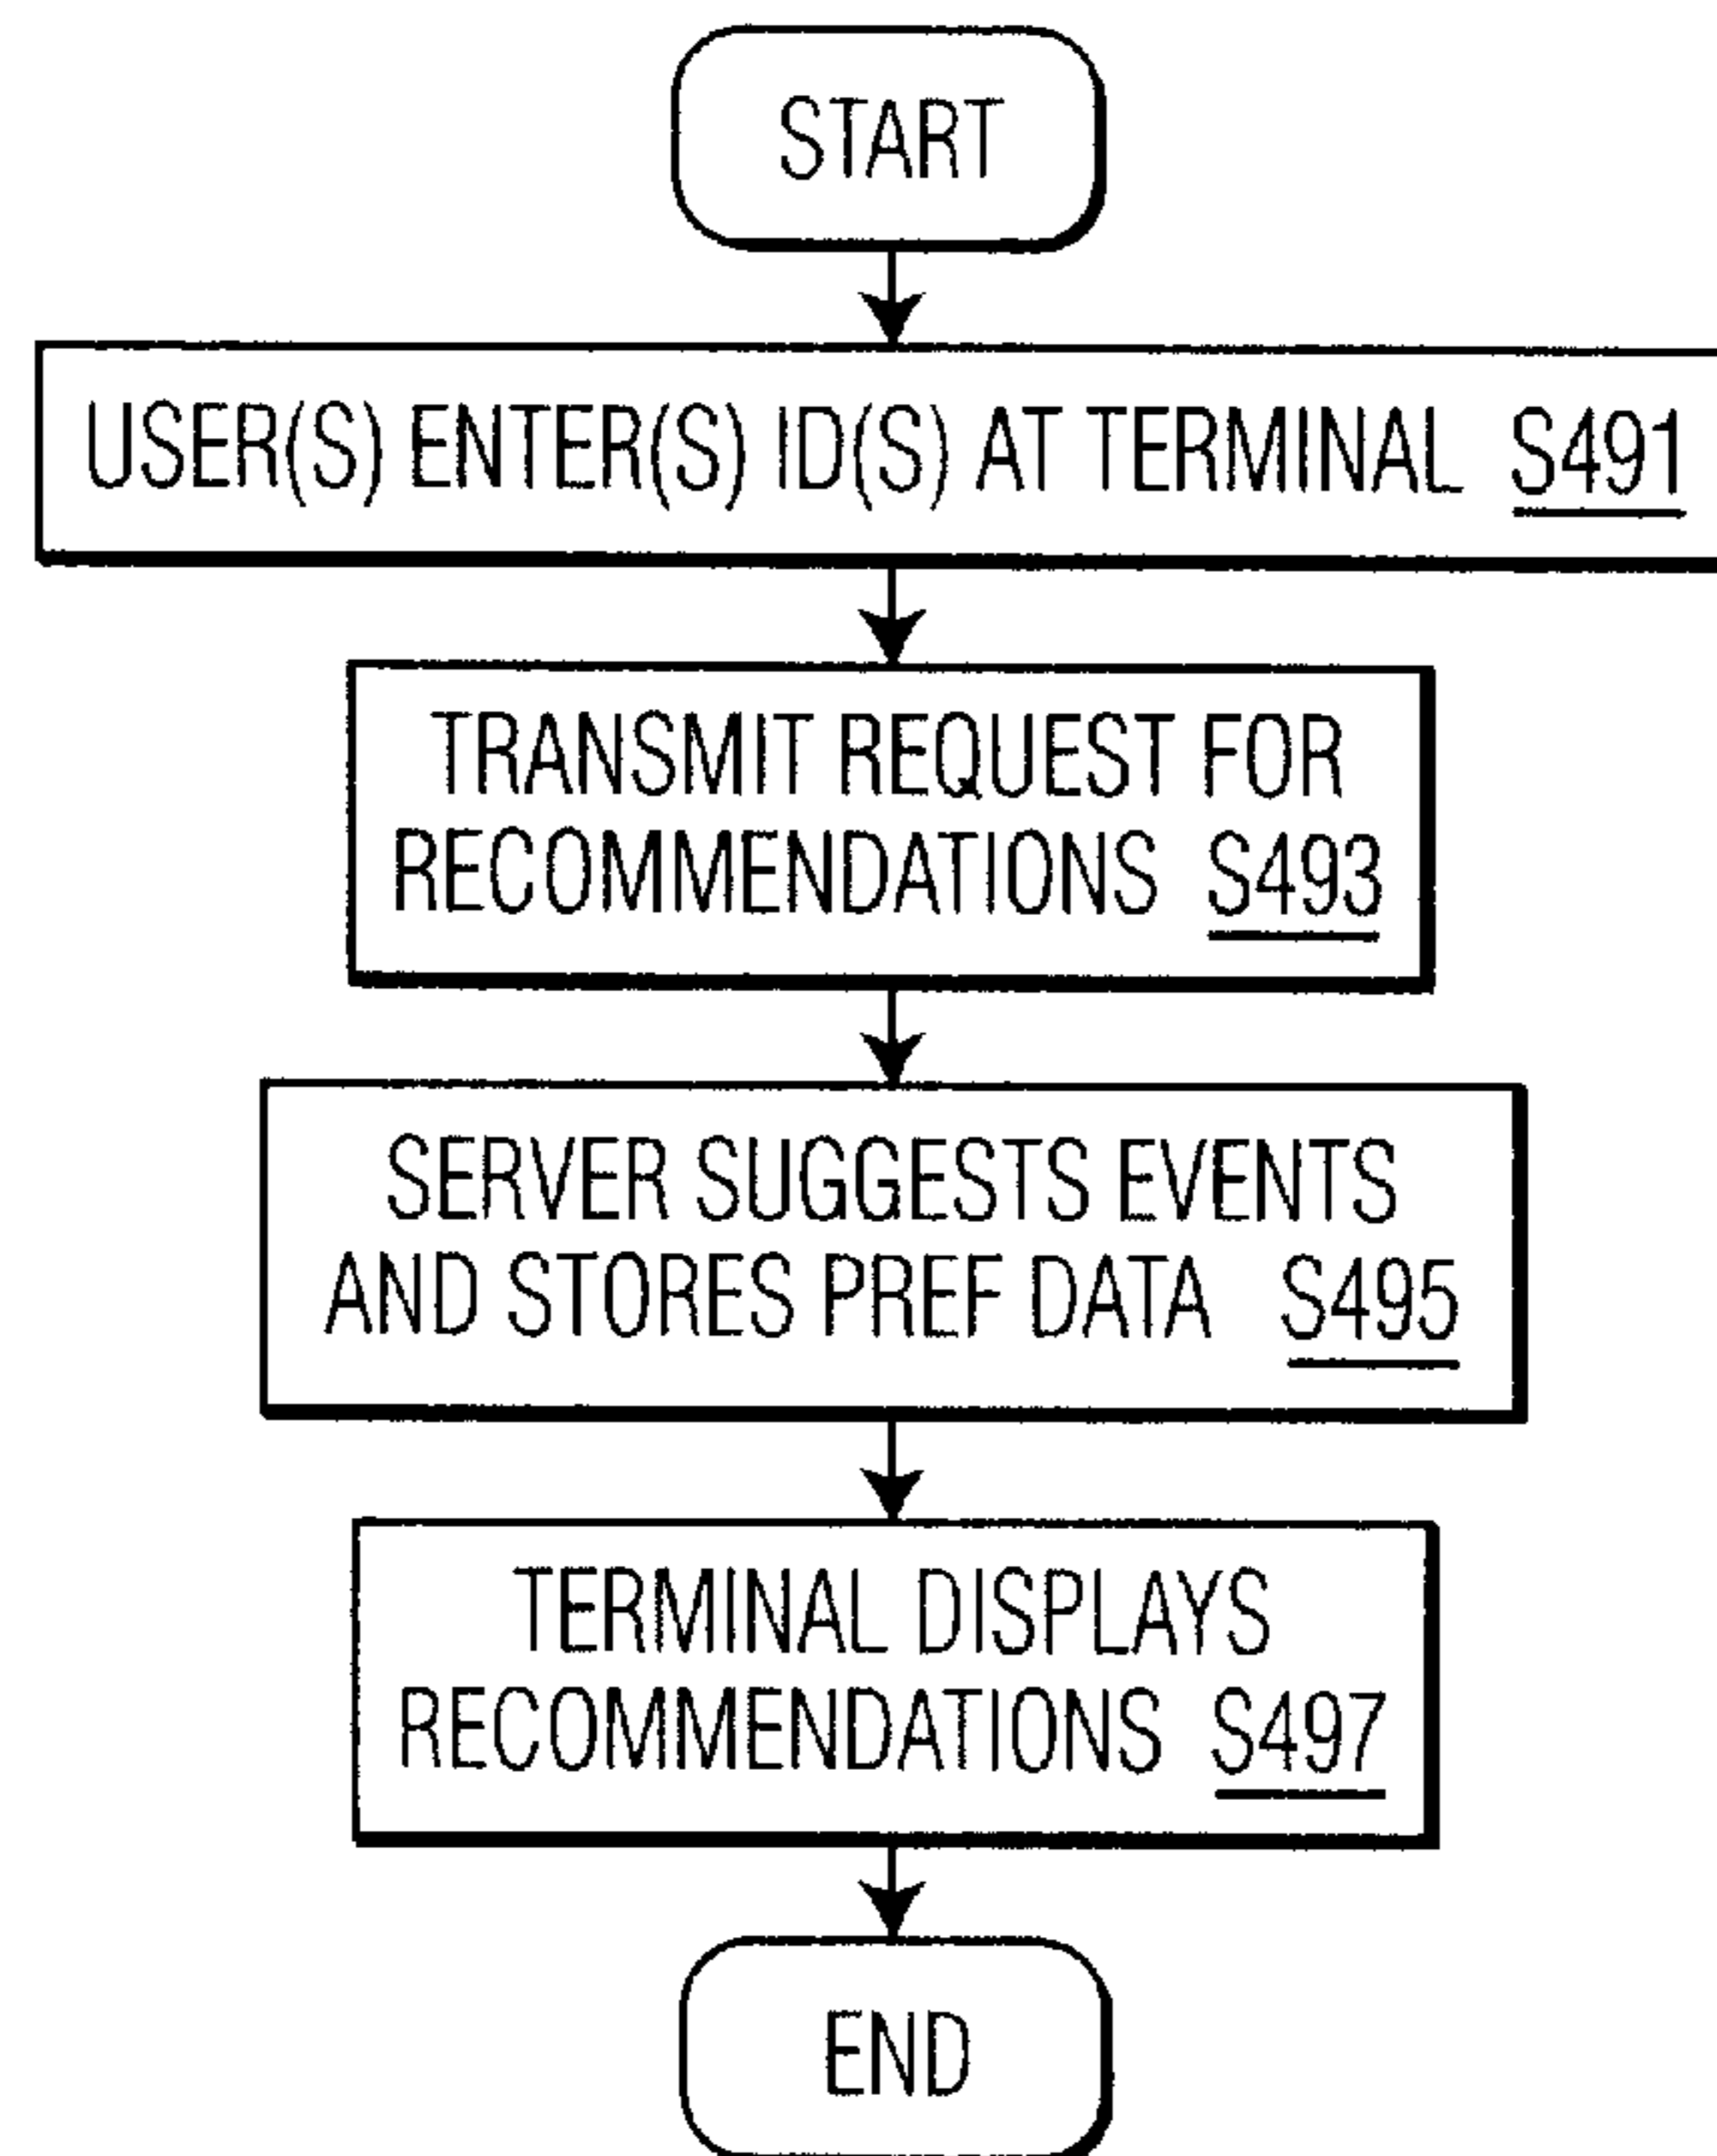 START
USER(S) ENTER(S) ID(S) AT TERMINAL S491
TRANSMIT REQUEST FOR
RECOMMENDATIONS S493
SERVER SUGGESTS EVENTS
AND STORES PREF DATA S495
TERMINAL DISPLAYS
RECOMMENDATIONS S497
END